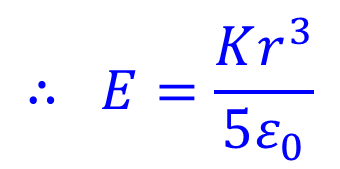 ∴ E = Kr³/5ε₀